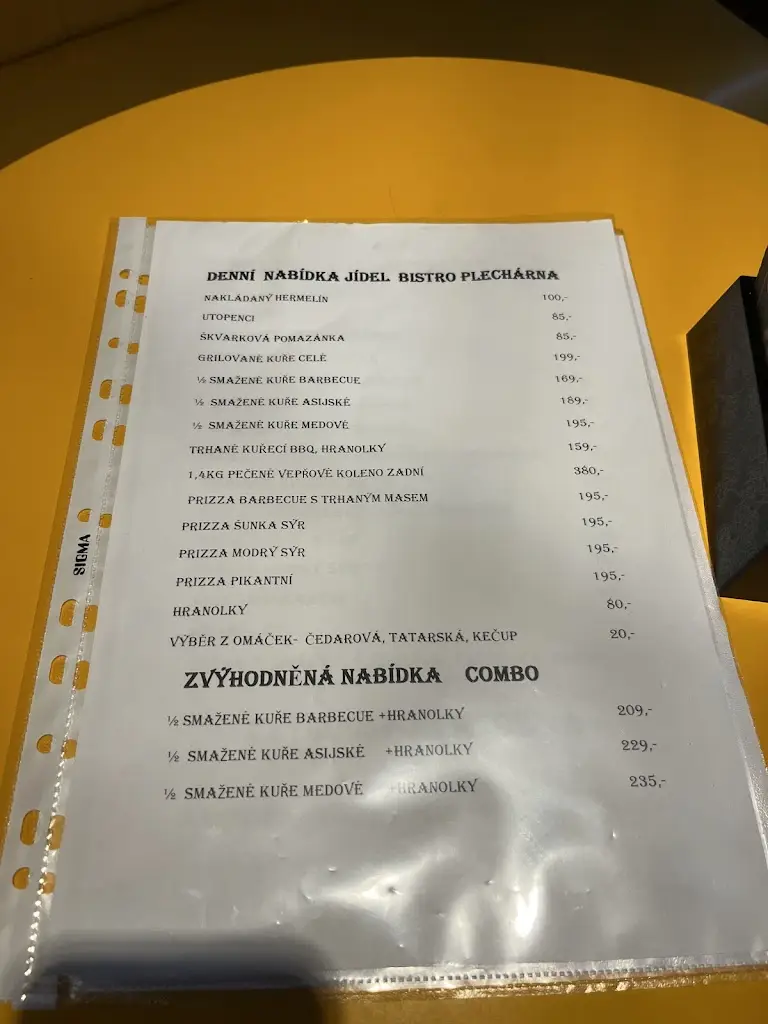 DENNÍ NABÍDKA JÍDEL BISTRO PLECHÁRNA
NAKLÁDANÝ HERMELÍN 100,-
UTOPENCI 85,-
ŠKVARKOVÁ POMAZÁNKA 85,-
GRILOVANÉ KUŘE CELÉ 199,-
½ SMAŽENÉ KUŘE BARBECUE 169,-
½ SMAŽENÉ KUŘE ASIJSKÉ 189,-
½ SMAŽENÉ KUŘE MEDOVÉ 195,-
TRHANÉ KUŘECÍ BBQ, HRANOLKY 159,-
1,4KG PEČENÉ VEPŘOVÉ KOLENO ZADNÍ 380,-
PRIZZA BARBECUE S TRHANÝM MASEM 195,-
PRIZZA ŠUNKA SÝR 195,-
PRIZZA MODRÝ SÝR 195,-
PRIZZA PIKANTNÍ 195,-
HRANOLKY 80,-
VÝBĚR Z OMÁČEK- ČEDAROVÁ, TATARSKÁ, KEČUP 20,-
ZVÝHODNĚNÁ NABÍDKA COMBO
½ SMAŽENÉ KUŘE BARBECUE +HRANOLKY 209,-
½ SMAŽENÉ KUŘE ASIJSKÉ +HRANOLKY 229,-
½ SMAŽENÉ KUŘE MEDOVÉ +HRANOLKY 235,-
SIGMA